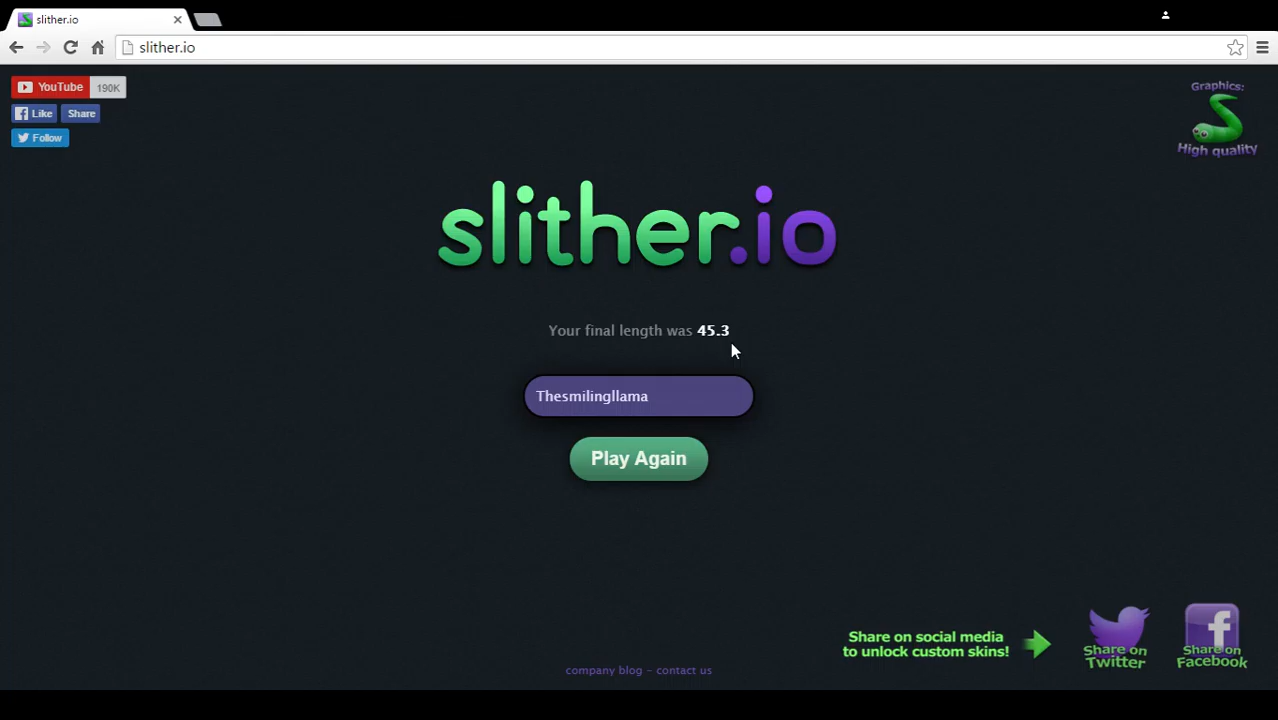 slither.io
slither.io
YouTube 190K
Like Share
Follow
Graphics:
High quality
slither.io
Your final length was 45.3
Thesmilingllama
Play Again
Share on social media
to unlock custom skins!
Share on
Twitter
Share on
Facebook
company blog - contact us